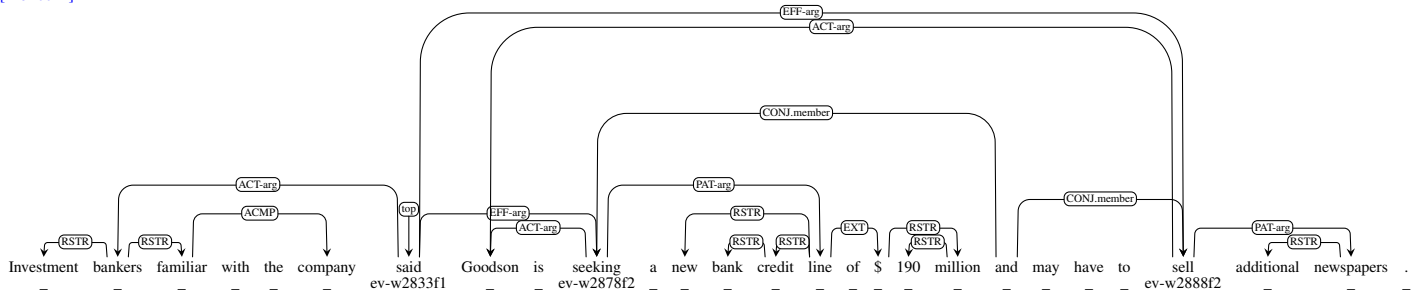 EFF-arg
ACT-arg
CONJ.member
ACT-arg PAT-arg
top CONJ.member
ACMP EFF-arg RSTR
ACT-arg EXT RSTR PAT-arg
RSTR RSTR RSTR RSTR RSTR RSTR
Investment bankers familiar with the company said Goodson is seeking a new bank credit line of $ 190 million and may have to sell additional newspapers .
_ _ _ _ _ _ ev-w2833f1 _ _ ev-w2878f2 _ _ _ _ _ _ _ _ _ _ _ _ _ ev-w2888f2 _ _ _